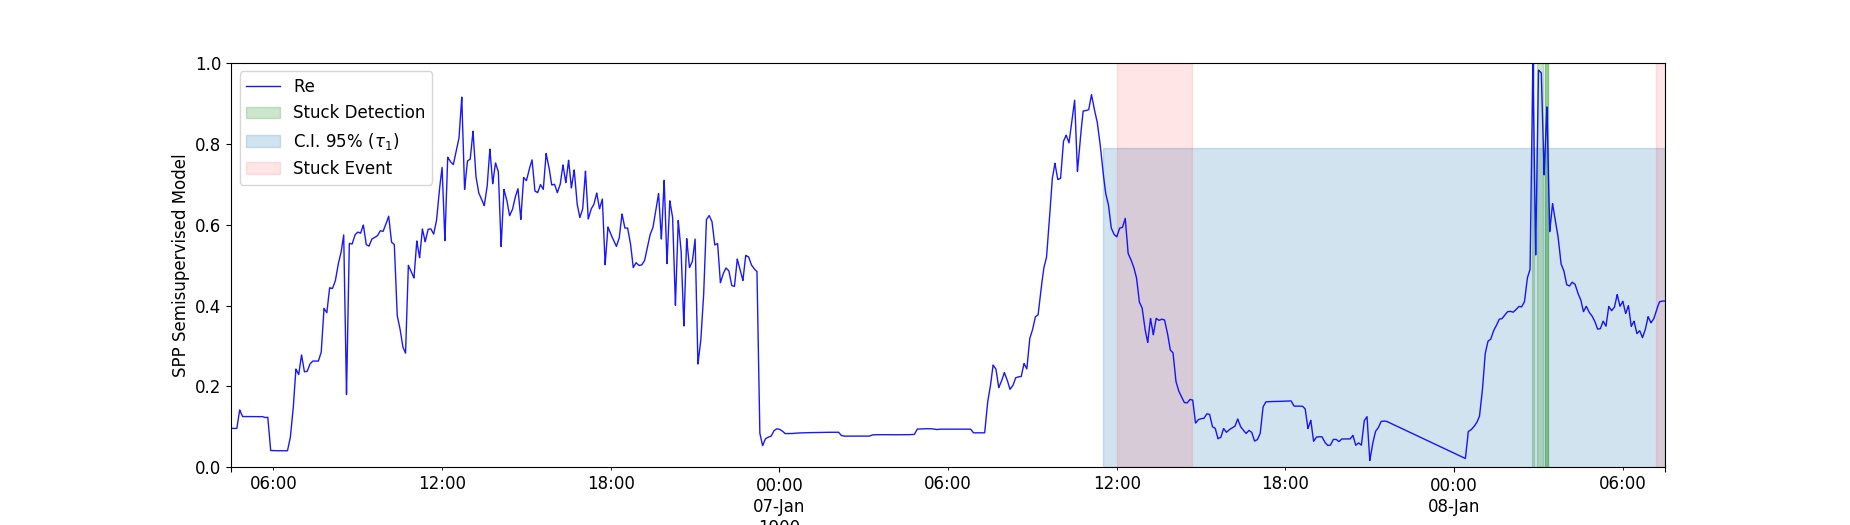 1.0
0.8
0.6
0.4
0.2
0.0
SPP Semisupervised Model
Re
Stuck Detection
C.I. 95% (τ₁)
Stuck Event
06:00 12:00 18:00 00:00 06:00 12:00 18:00 00:00 06:00
07-Jan 08-Jan
1900